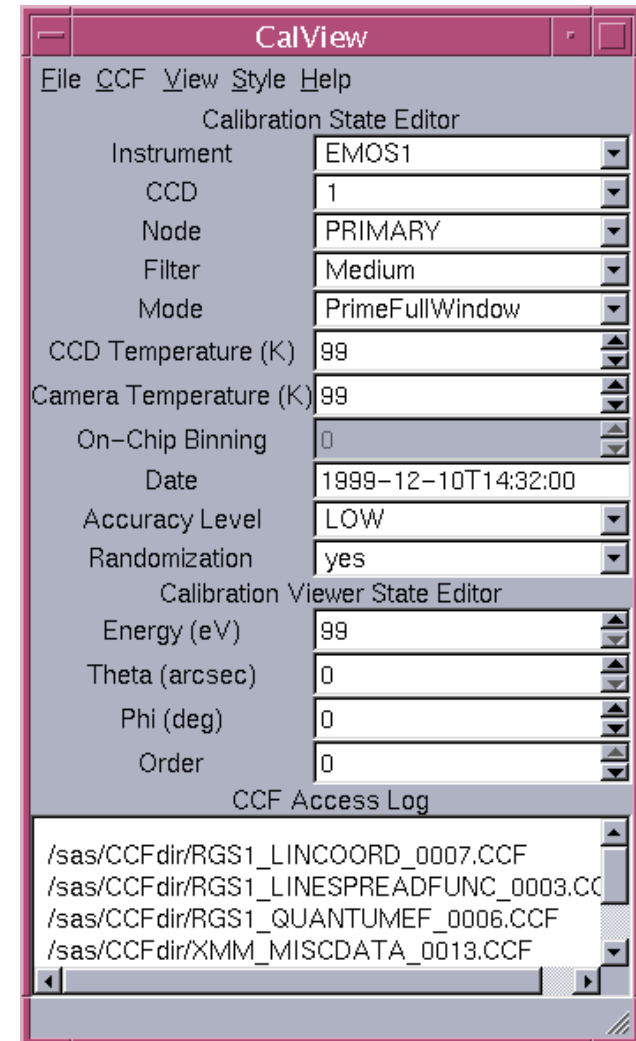 CalView
File CCF View Style Help
Calibration State Editor
Instrument EMOS1
CCD 1
Node PRIMARY
Filter Medium
Mode PrimeFullWindow
CCD Temperature (K) 99
Camera Temperature (K) 99
On-Chip Binning 0
Date 1999-12-10T14:32:00
Accuracy Level LOW
Randomization yes
Calibration Viewer State Editor
Energy (eV) 99
Theta (arcsec) 0
Phi (deg) 0
Order 0
CCF Access Log
/sas/CCFdir/RGS1_LINCOORD_0007.CCF
/sas/CCFdir/RGS1_LINESPREADFUNC_0003.CC
/sas/CCFdir/RGS1_QUANTUMEF_0006.CCF
/sas/CCFdir/XMM_MISCDATA_0013.CCF